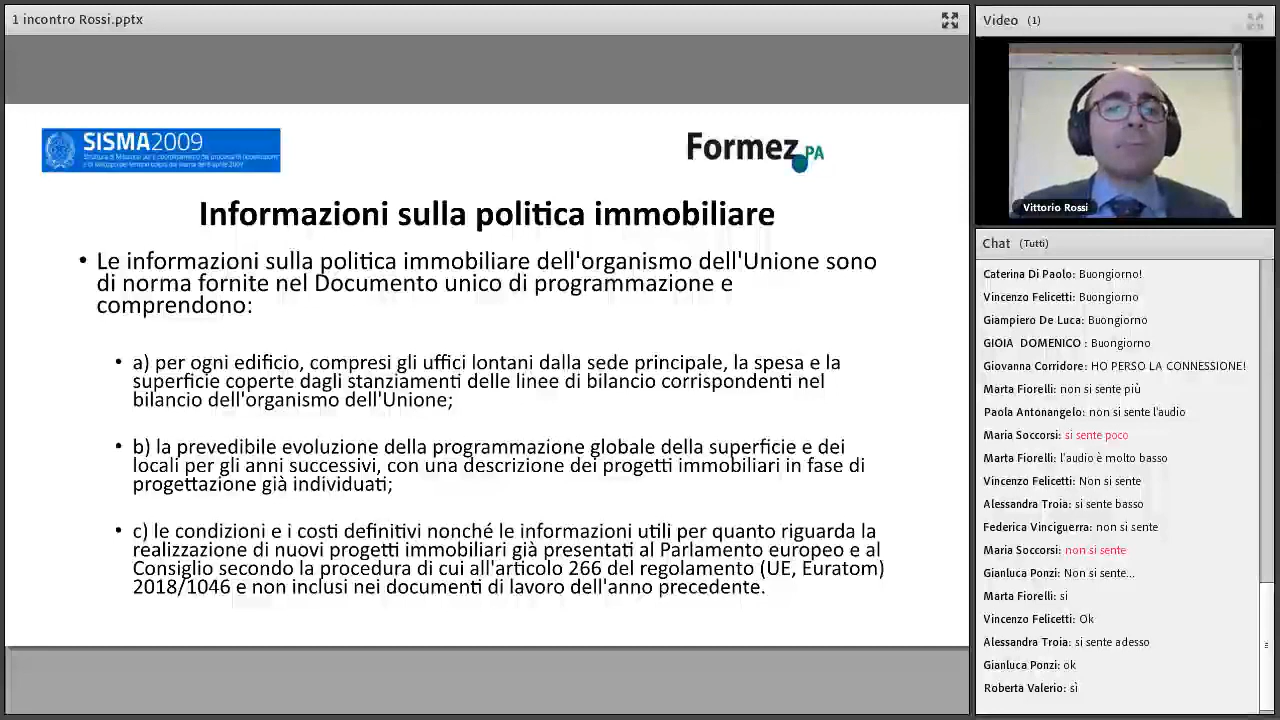 1 incontro Rossi.pptx
SISMA2009
Formez PA
Informazioni sulla politica immobiliare
• Le informazioni sulla politica immobiliare dell'organismo dell'Unione sono
di norma fornite nel Documento unico di programmazione e
comprendono:
• a) per ogni edificio, compresi gli uffici lontani dalla sede principale, la spesa e la
superficie coperte dagli stanziamenti delle linee di bilancio corrispondenti nel
bilancio dell'organismo dell'Unione;
• b) la prevedibile evoluzione della programmazione globale della superficie e dei
locali per gli anni successivi, con una descrizione dei progetti immobiliari in fase di
progettazione già individuati;
• c) le condizioni e i costi definitivi nonché le informazioni utili per quanto riguarda la
realizzazione di nuovi progetti immobiliari già presentati al Parlamento europeo e al
Consiglio secondo la procedura di cui all'articolo 266 del regolamento (UE, Euratom)
2018/1046 e non inclusi nei documenti di lavoro dell'anno precedente.
Video (1)
Vittorio Rossi
Chat (Tutti)
Caterina Di Paolo: Buongiorno!
Vincenzo Felicetti: Buongiorno
Giampiero De Luca: Buongiorno
GIOIA DOMENICO : Buongiorno
Giovanna Corridore: HO PERSO LA CONNESSIONE!
Marta Fiorelli: non si sente più
Paola Antonangelo: non si sente l'audio
Maria Soccorsi: si sente poco
Marta Fiorelli: l'audio è molto basso
Vincenzo Felicetti: Non si sente
Alessandra Troia: si sente basso
Federica Vinciguerra: non si sente
Maria Soccorsi: non si sente
Gianluca Ponzi: Non si sente...
Marta Fiorelli: si
Vincenzo Felicetti: Ok
Alessandra Troia: si sente adesso
Gianluca Ponzi: ok
Roberta Valerio: sì